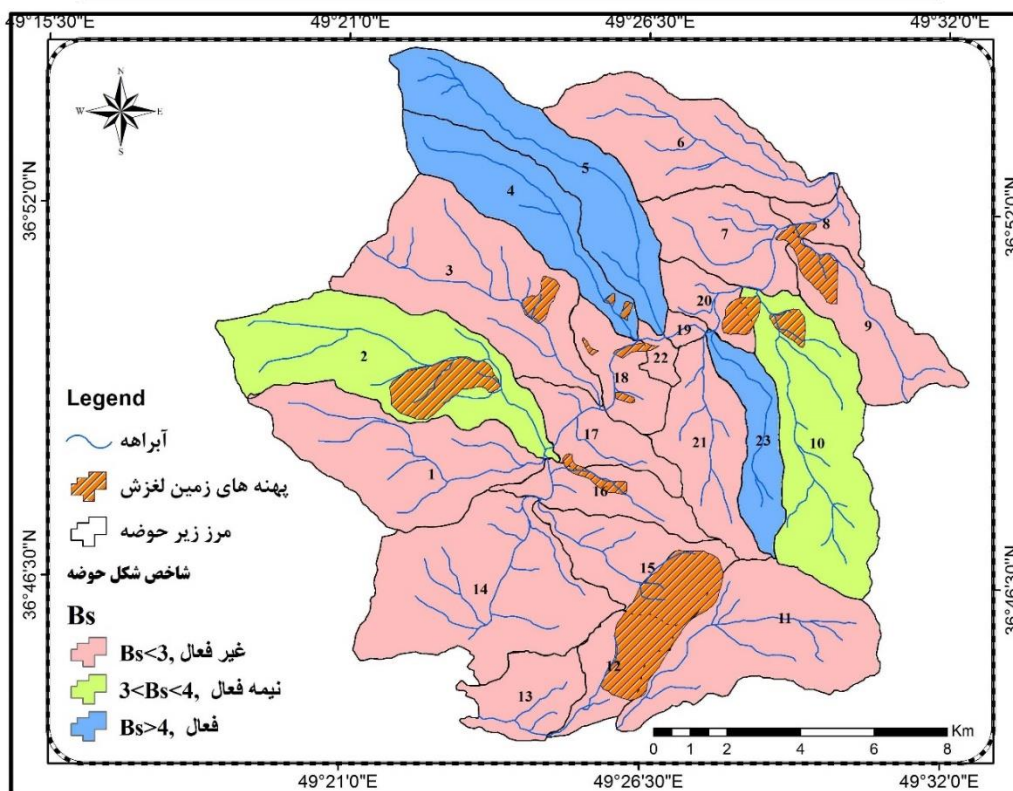 49°15'30"E 49°21'0"E 49°26'30"E 49°32'0"E
N
W E
S
36°52'0"N
36°52'0"N
6
5
4
8
7
3
20
9
19
2
22
18
Legend
آبراهه
17
21
23
10
1
پهنه های زمین لغزش
16
مرز زیر حوضه
شاخص شکل حوضه
36°46'30"N
36°46'30"N
15
14
11
Bs
Bs<3, غیر فعال
12
13
3<Bs<4, نیمه فعال
Bs>4, فعال
Km
0 1 2 4 6 8
49°21'0"E 49°26'30"E 49°32'0"E